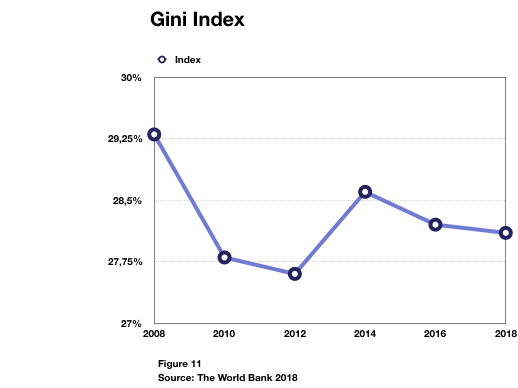 Gini Index
Index
30%
29,25%
28,5%
27,75%
27%
2008 2010 2012 2014 2016 2018
Figure 11
Source: The World Bank 2018